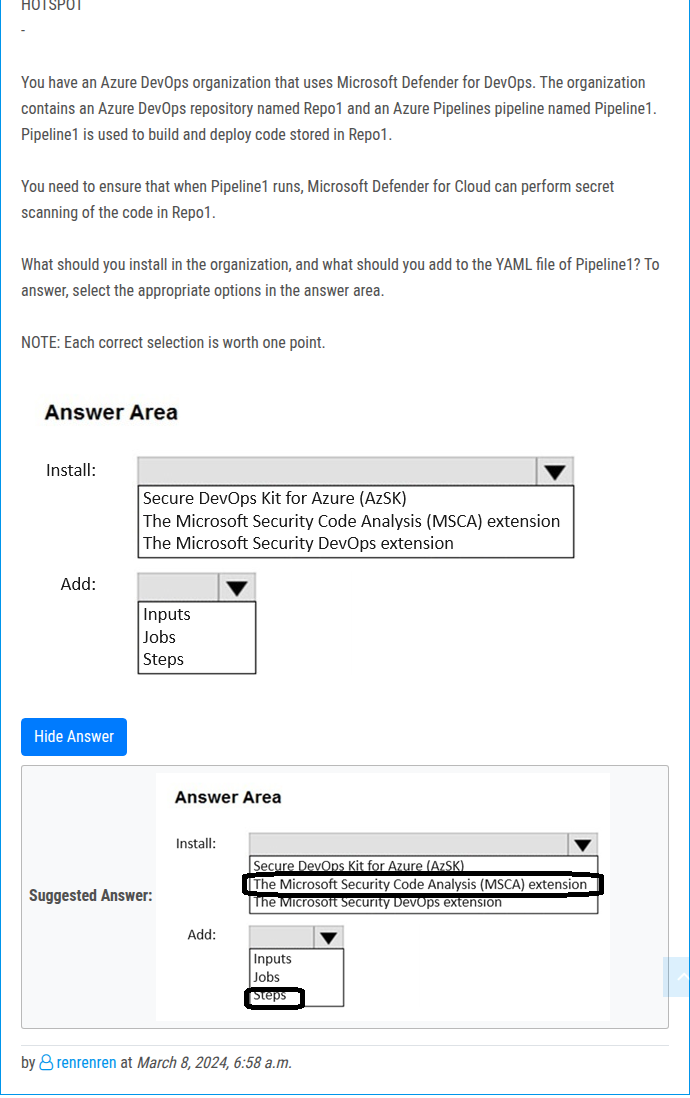 HOTSPOT
-
You have an Azure DevOps organization that uses Microsoft Defender for DevOps. The organization
contains an Azure DevOps repository named Repo1 and an Azure Pipelines pipeline named Pipeline1.
Pipeline1 is used to build and deploy code stored in Repo1.
You need to ensure that when Pipeline1 runs, Microsoft Defender for Cloud can perform secret
scanning of the code in Repo1.
What should you install in the organization, and what should you add to the YAML file of Pipeline1? To
answer, select the appropriate options in the answer area.
NOTE: Each correct selection is worth one point.
Answer Area
Install:
Secure DevOps Kit for Azure (AzSK)
The Microsoft Security Code Analysis (MSCA) extension
The Microsoft Security DevOps extension
Add:
Inputs
Jobs
Steps
Hide Answer
Suggested Answer:
Answer Area
Install:
Secure DevOps Kit for Azure (AzSK)
The Microsoft Security Code Analysis (MSCA) extension
The Microsoft Security DevOps extension
Add:
Inputs
Jobs
Steps
by renrenren at March 8, 2024, 6:58 a.m.